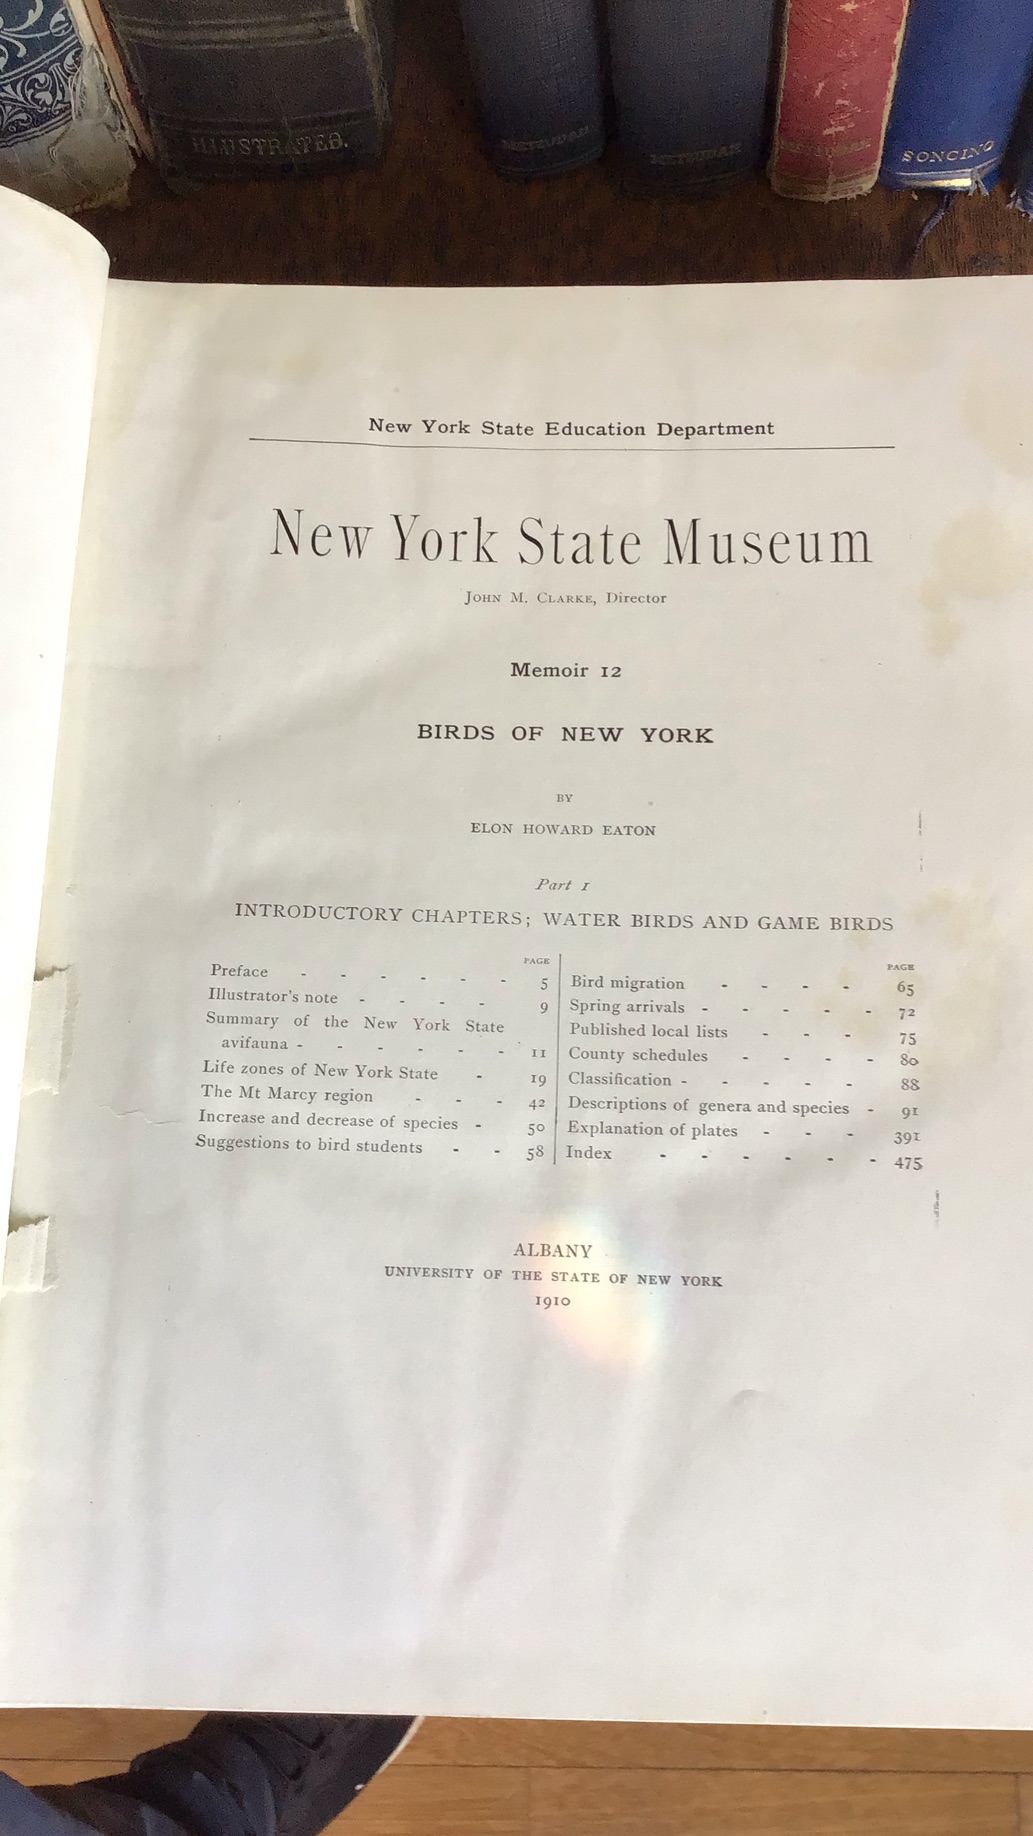 ILLUSTRATED.
METZUDAH
METZUDAH
METZUDAH
SONCINO
New York State Education Department
New York State Museum
JOHN M. CLARKE, Director
Memoir 12
BIRDS OF NEW YORK
BY
ELON HOWARD EATON
Part 1
INTRODUCTORY CHAPTERS; WATER BIRDS AND GAME BIRDS
PAGE
Preface - - - - - - 5
Illustrator's note - - - - 9
Summary of the New York State
avifauna - - - - - - 11
Life zones of New York State - 19
The Mt Marcy region - - - 42
Increase and decrease of species - 50
Suggestions to bird students - - 58
PAGE
Bird migration - - - - 65
Spring arrivals - - - - - 72
Published local lists - - - 75
County schedules - - - - 80
Classification - - - - - 88
Descriptions of genera and species - 91
Explanation of plates - - - 391
Index - - - - - - 475
ALBANY
UNIVERSITY OF THE STATE OF NEW YORK
1910